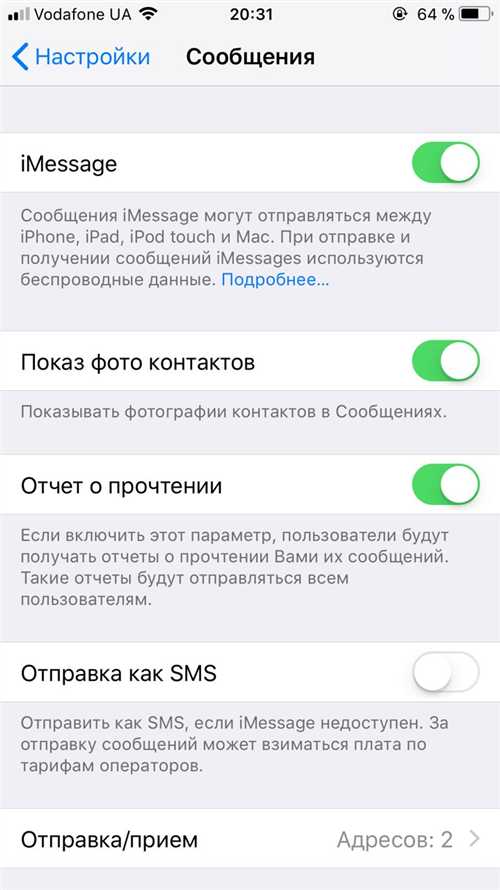 Vodafone UA 20:31 64 %
Настройки Сообщения
iMessage
Сообщения iMessage могут отправляться между
iPhone, iPad, iPod touch и Mac. При отправке и
получении сообщений iMessages используются
беспроводные данные. Подробнее...
Показ фото контактов
Показывать фотографии контактов в Сообщениях.
Отчет о прочтении
Если включить этот параметр, пользователи будут
получать отчеты о прочтении Вами их сообщений.
Такие отчеты будут отправляться всем
пользователям.
Отправка как SMS
Отправить как SMS, если iMessage недоступен. За
отправку сообщений может взиматься плата по
тарифам операторов.
Отправка/прием Адресов: 2